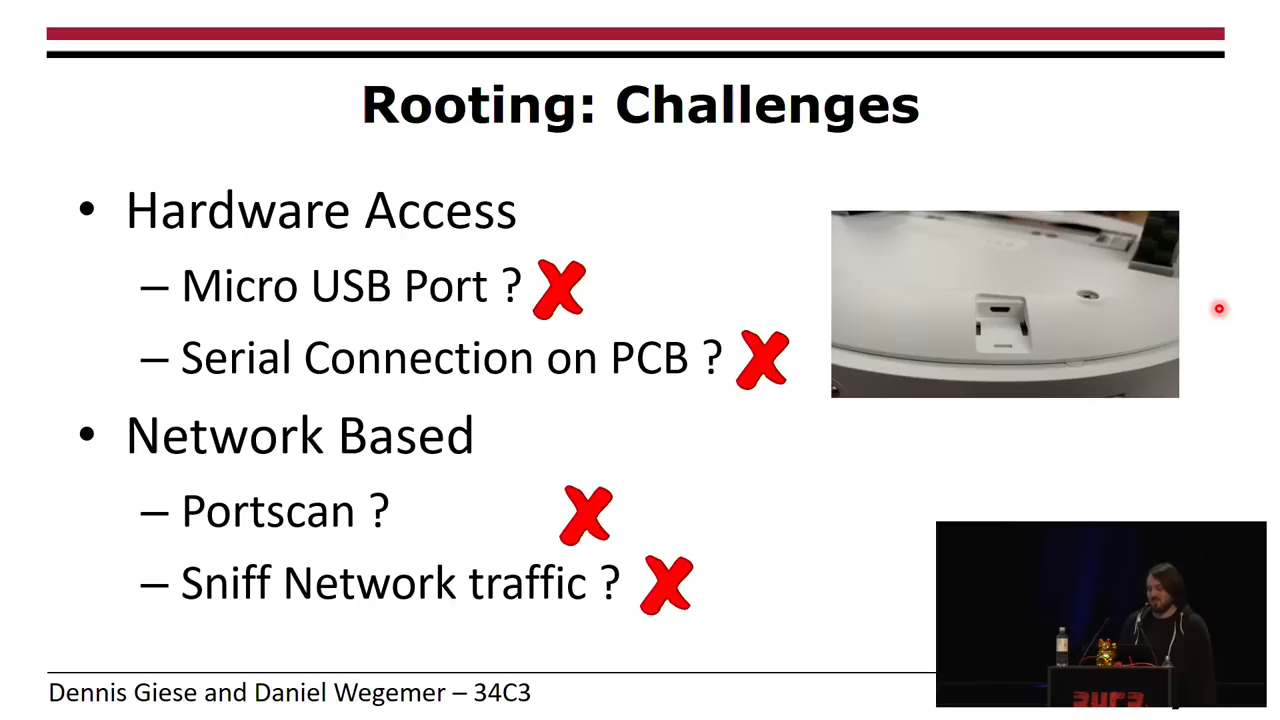 Rooting: Challenges
• Hardware Access
– Micro USB Port ?
– Serial Connection on PCB ?
• Network Based
– Portscan ?
– Sniff Network traffic ?
Dennis Giese and Daniel Wegemer – 34C3